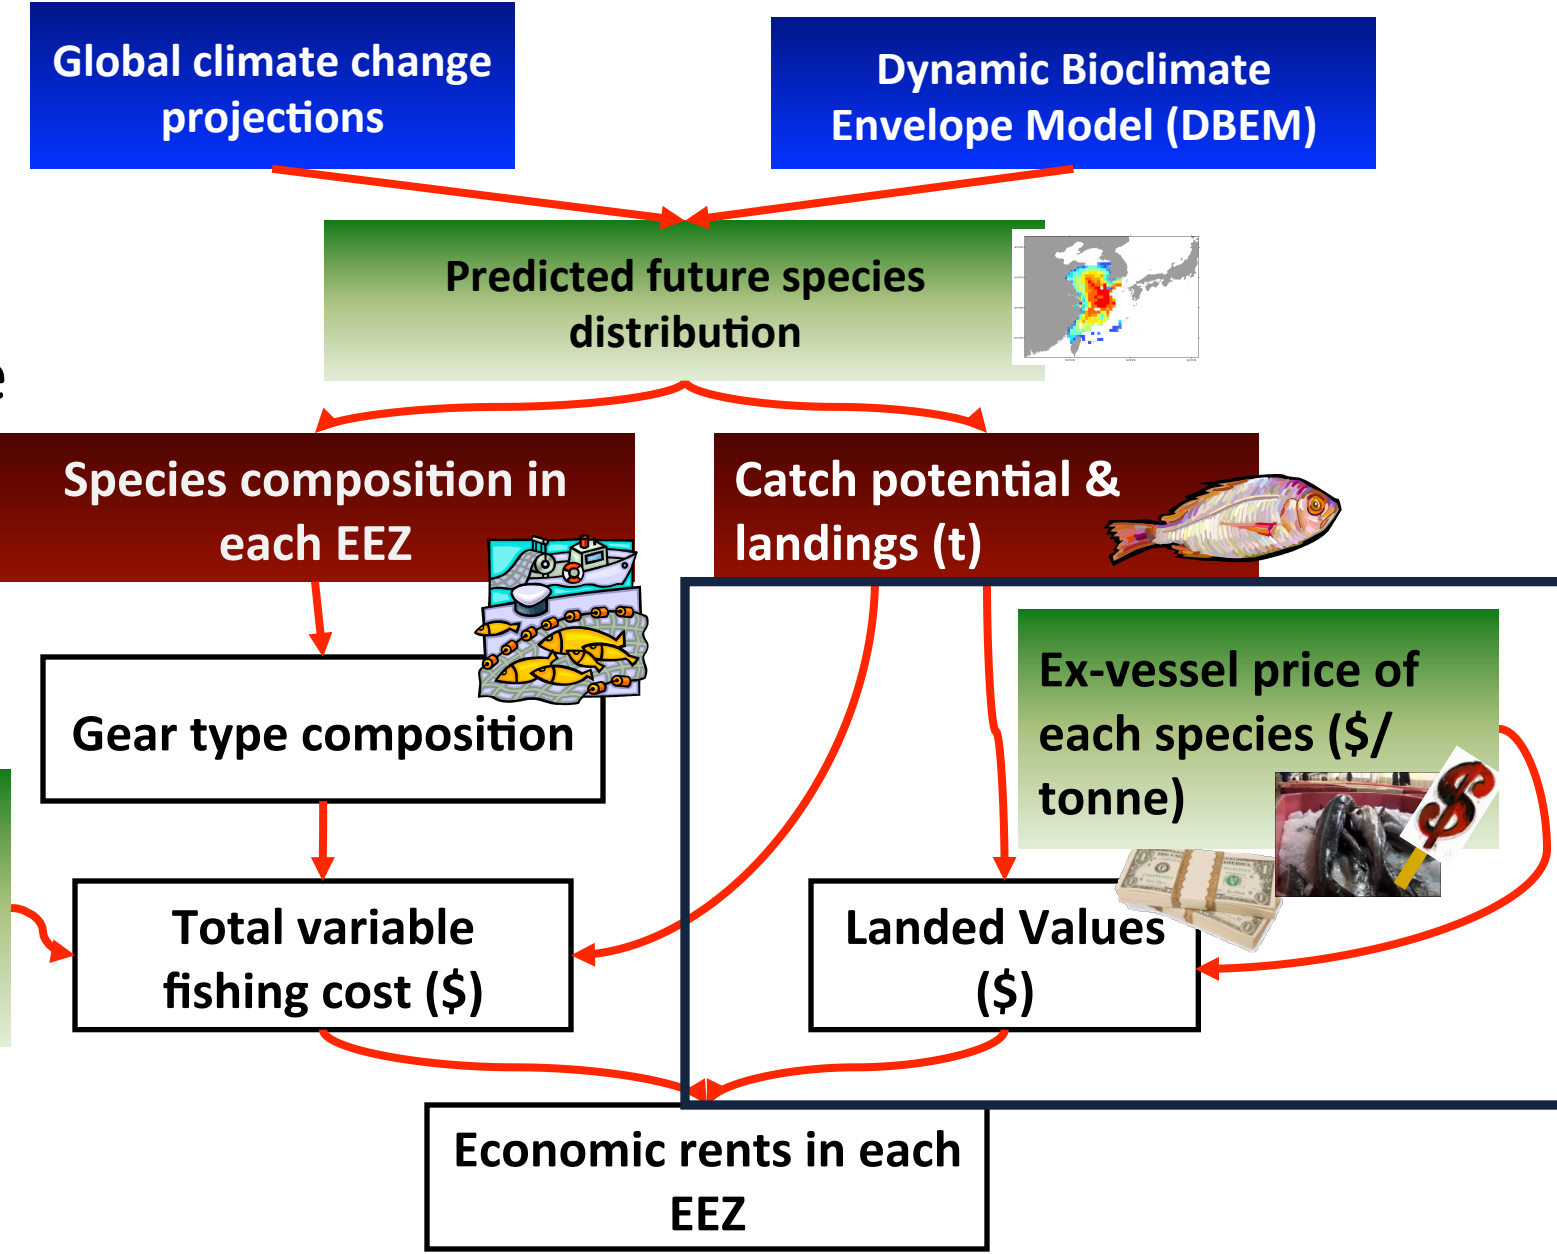 Global climate change
projections
Dynamic Bioclimate
Envelope Model (DBEM)
Predicted future species
distribution
e
Species composition in
each EEZ
Catch potential &
landings (t)
Ex-vessel price of
each species ($/
tonne)
Gear type composition
$
Total variable
fishing cost ($)
Landed Values
($)
Economic rents in each
EEZ